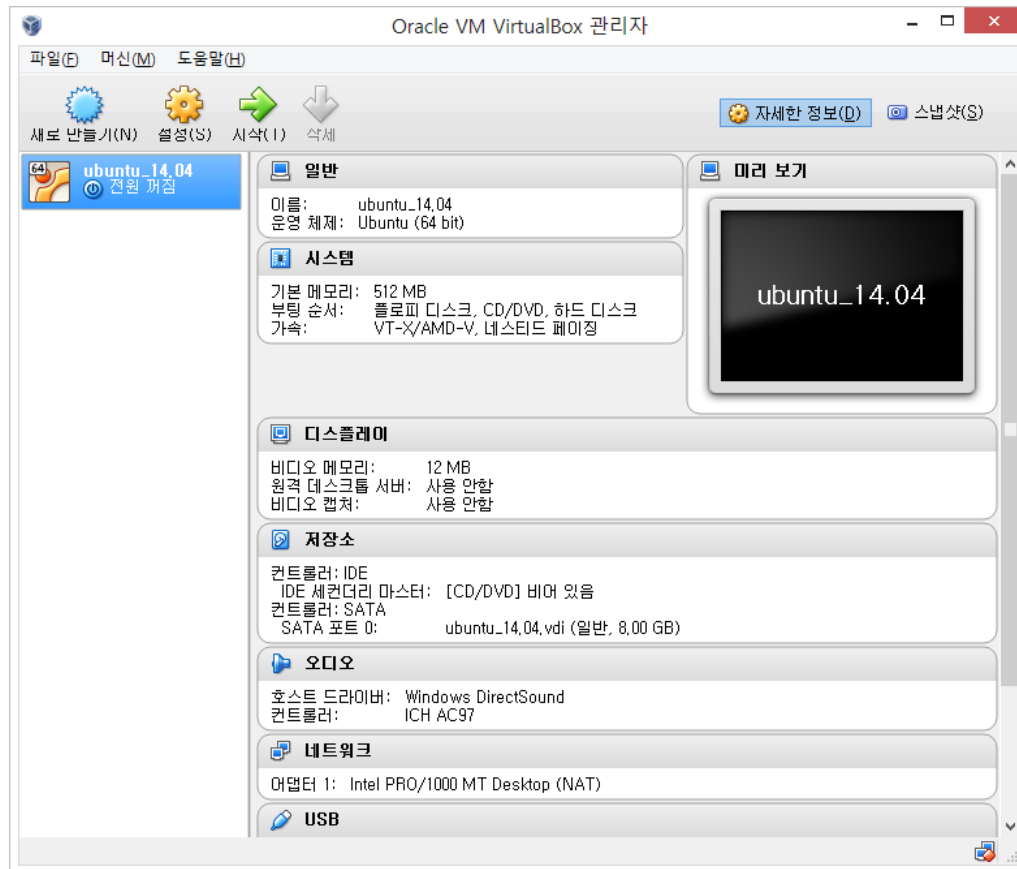 Oracle VM VirtualBox 관리자
파일(F) 머신(M) 도움말(H)
새로 만들기(N) 설정(S) 시작(T) 삭제
자세한 정보(D) 스냅샷(S)
64
ubuntu_14.04
전원 꺼짐
일반
이름: ubuntu_14.04
운영 체제: Ubuntu (64 bit)
시스템
기본 메모리: 512 MB
부팅 순서: 플로피 디스크, CD/DVD, 하드 디스크
가속: VT-X/AMD-V, 네스티드 페이징
미리 보기
ubuntu_14.04
디스플레이
비디오 메모리: 12 MB
원격 데스크톱 서버: 사용 안함
비디오 캡처: 사용 안함
저장소
컨트롤러: IDE
IDE 세컨더리 마스터: [CD/DVD] 비어 있음
컨트롤러: SATA
SATA 포트 0: ubuntu_14.04.vdi (일반, 8.00 GB)
오디오
호스트 드라이버: Windows DirectSound
컨트롤러: ICH AC97
네트워크
어댑터 1: Intel PRO/1000 MT Desktop (NAT)
USB